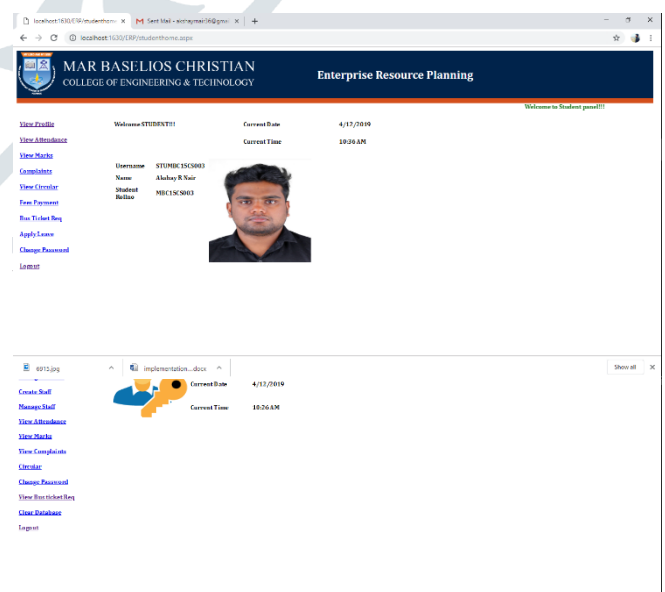 localhost:1630/ERP/studenthome
Sent Mail - akshaymair56@gmai
localhost:1630/ERP/studenthome.aspx
MAR BASELIOS CHRISTIAN
COLLEGE OF ENGINEERING & TECHNOLOGY
Enterprise Resource Planning
Welcome to Student panel!!!
View Profile
Welcome STUDENT!!!
Current Date
4/12/2019
View Attendance
Current Time
10:36 AM
View Marks
Complaints
Username STUMBC15CS003
Name Akshay R Nair
View Circular
Student Rollno MBC15CS003
Fees Payment
Bus Ticket Req
Apply Leave
Change Password
Logout
6915.jpg
implementation...docx
Show all
Create Staff
Current Date
4/12/2019
Manage Staff
Current Time
10:26 AM
View Attendance
View Marks
View Complaints
Circular
Change Password
View Bus ticket Req
Clear Database
Logout